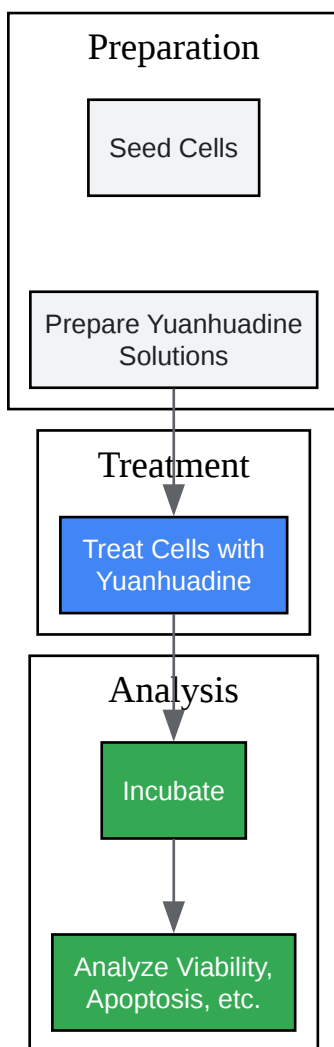 Preparation
Seed Cells
Prepare Yuanhuadine
Solutions
Treatment
Treat Cells with
Yuanhuadine
Analysis
Incubate
Analyze Viability,
Apoptosis, etc.